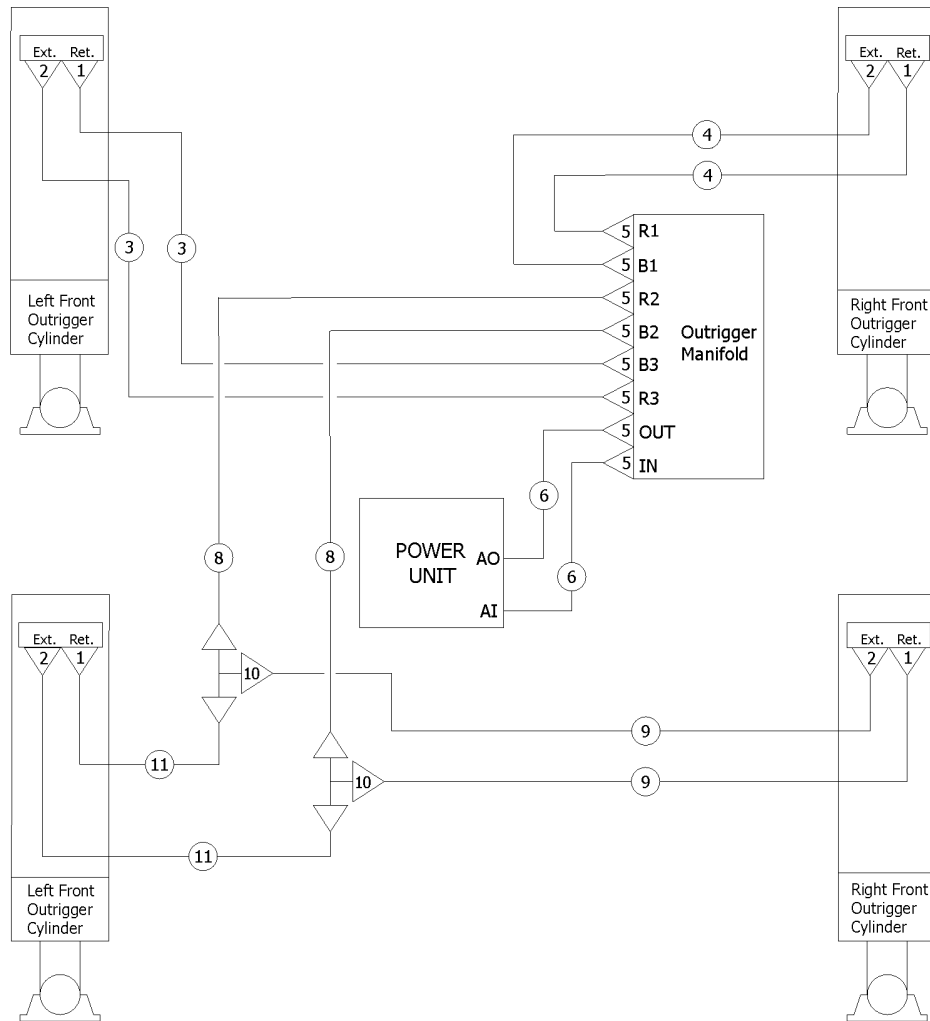 Ext. Ret.
2 1
Ext. Ret.
2 1
4
4
3 3
5 R1
5 B1
5 R2
5 B2
5 B3
5 R3
5 OUT
5 IN
Outrigger
Manifold
Left Front
Outrigger
Cylinder
Right Front
Outrigger
Cylinder
6
6
8 8
POWER
UNIT
AO
AI
Ext. Ret.
2 1
Ext. Ret.
2 1
10
9
11
10
9
11
Left Front
Outrigger
Cylinder
Right Front
Outrigger
Cylinder